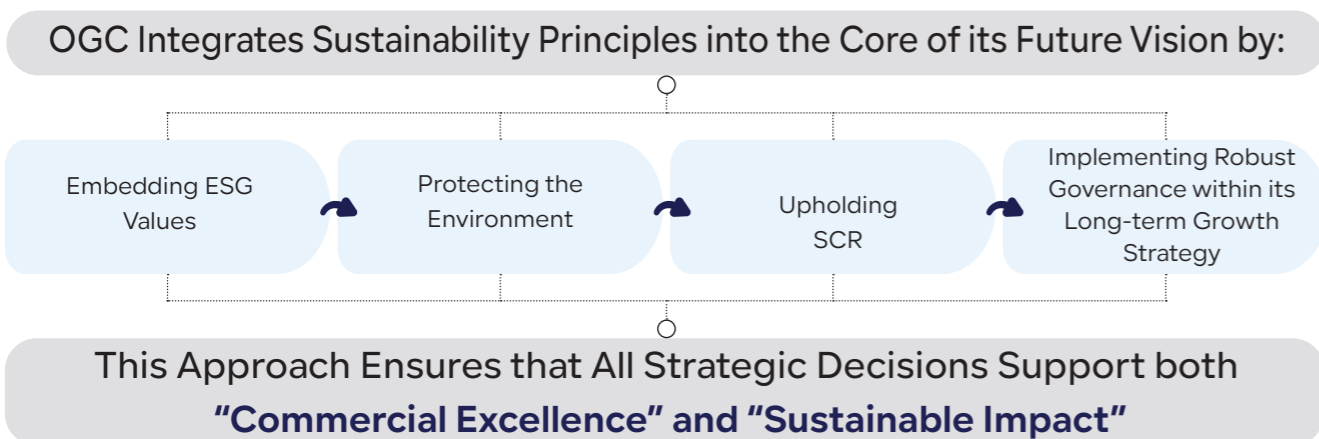 OGC Integrates Sustainability Principles into the Core of its Future Vision by:
Embedding ESG
Values
Protecting the
Environment
Upholding
SCR
Implementing Robust
Governance within its
Long-term Growth
Strategy
This Approach Ensures that All Strategic Decisions Support both
“Commercial Excellence” and “Sustainable Impact”